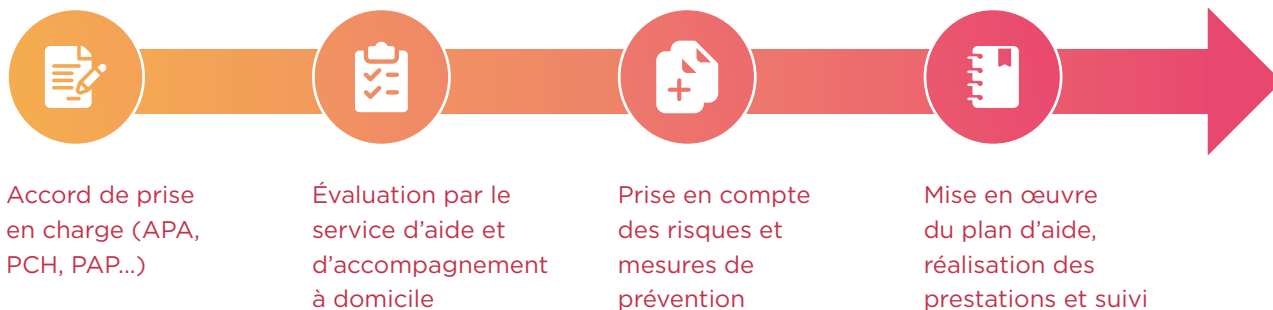 Accord de prise
en charge (APA,
PCH, PAP...)
Évaluation par le
service d’aide et
d’accompagnement
à domicile
Prise en compte
des risques et
mesures de
prévention
Mise en œuvre
du plan d’aide,
réalisation des
prestations et suivi